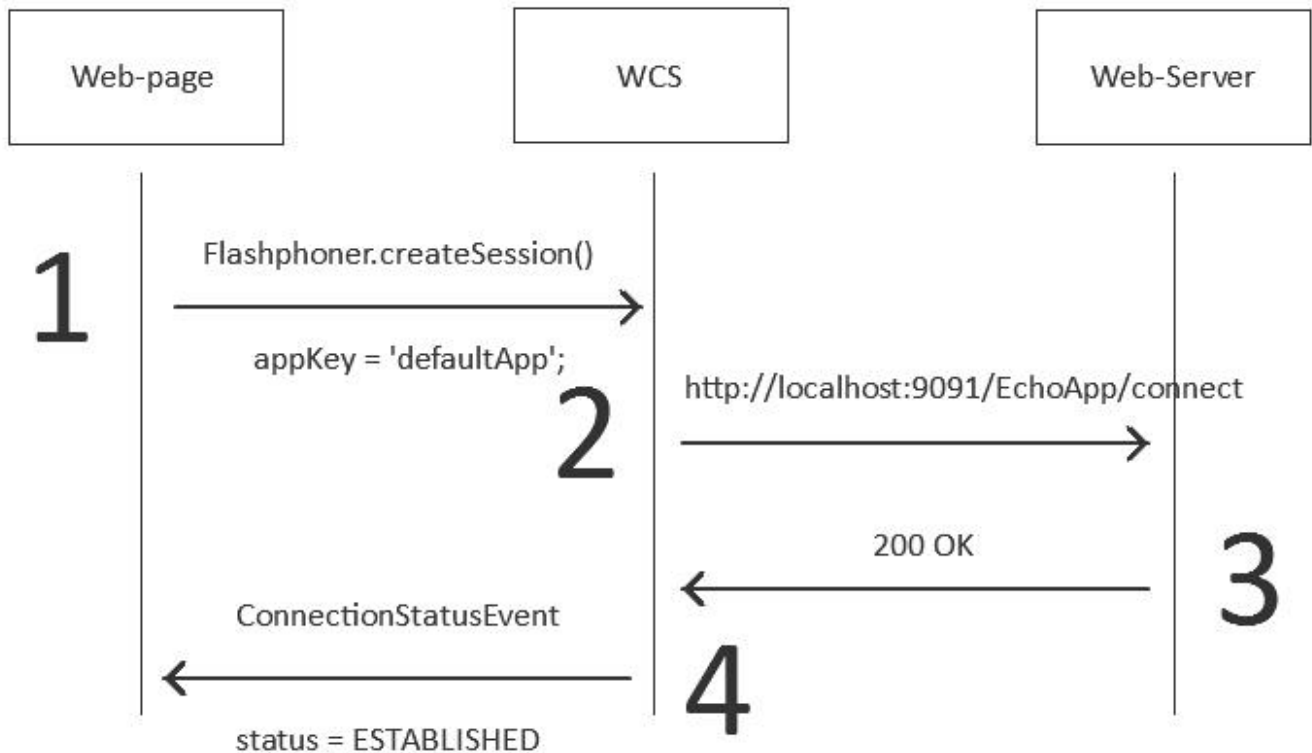 Web-page
WCS
Web-Server
1
Flashphoner.createSession()
appKey = 'defaultApp';
2
http://localhost:9091/EchoApp/connect
200 OK
3
ConnectionStatusEvent
4
status = ESTABLISHED